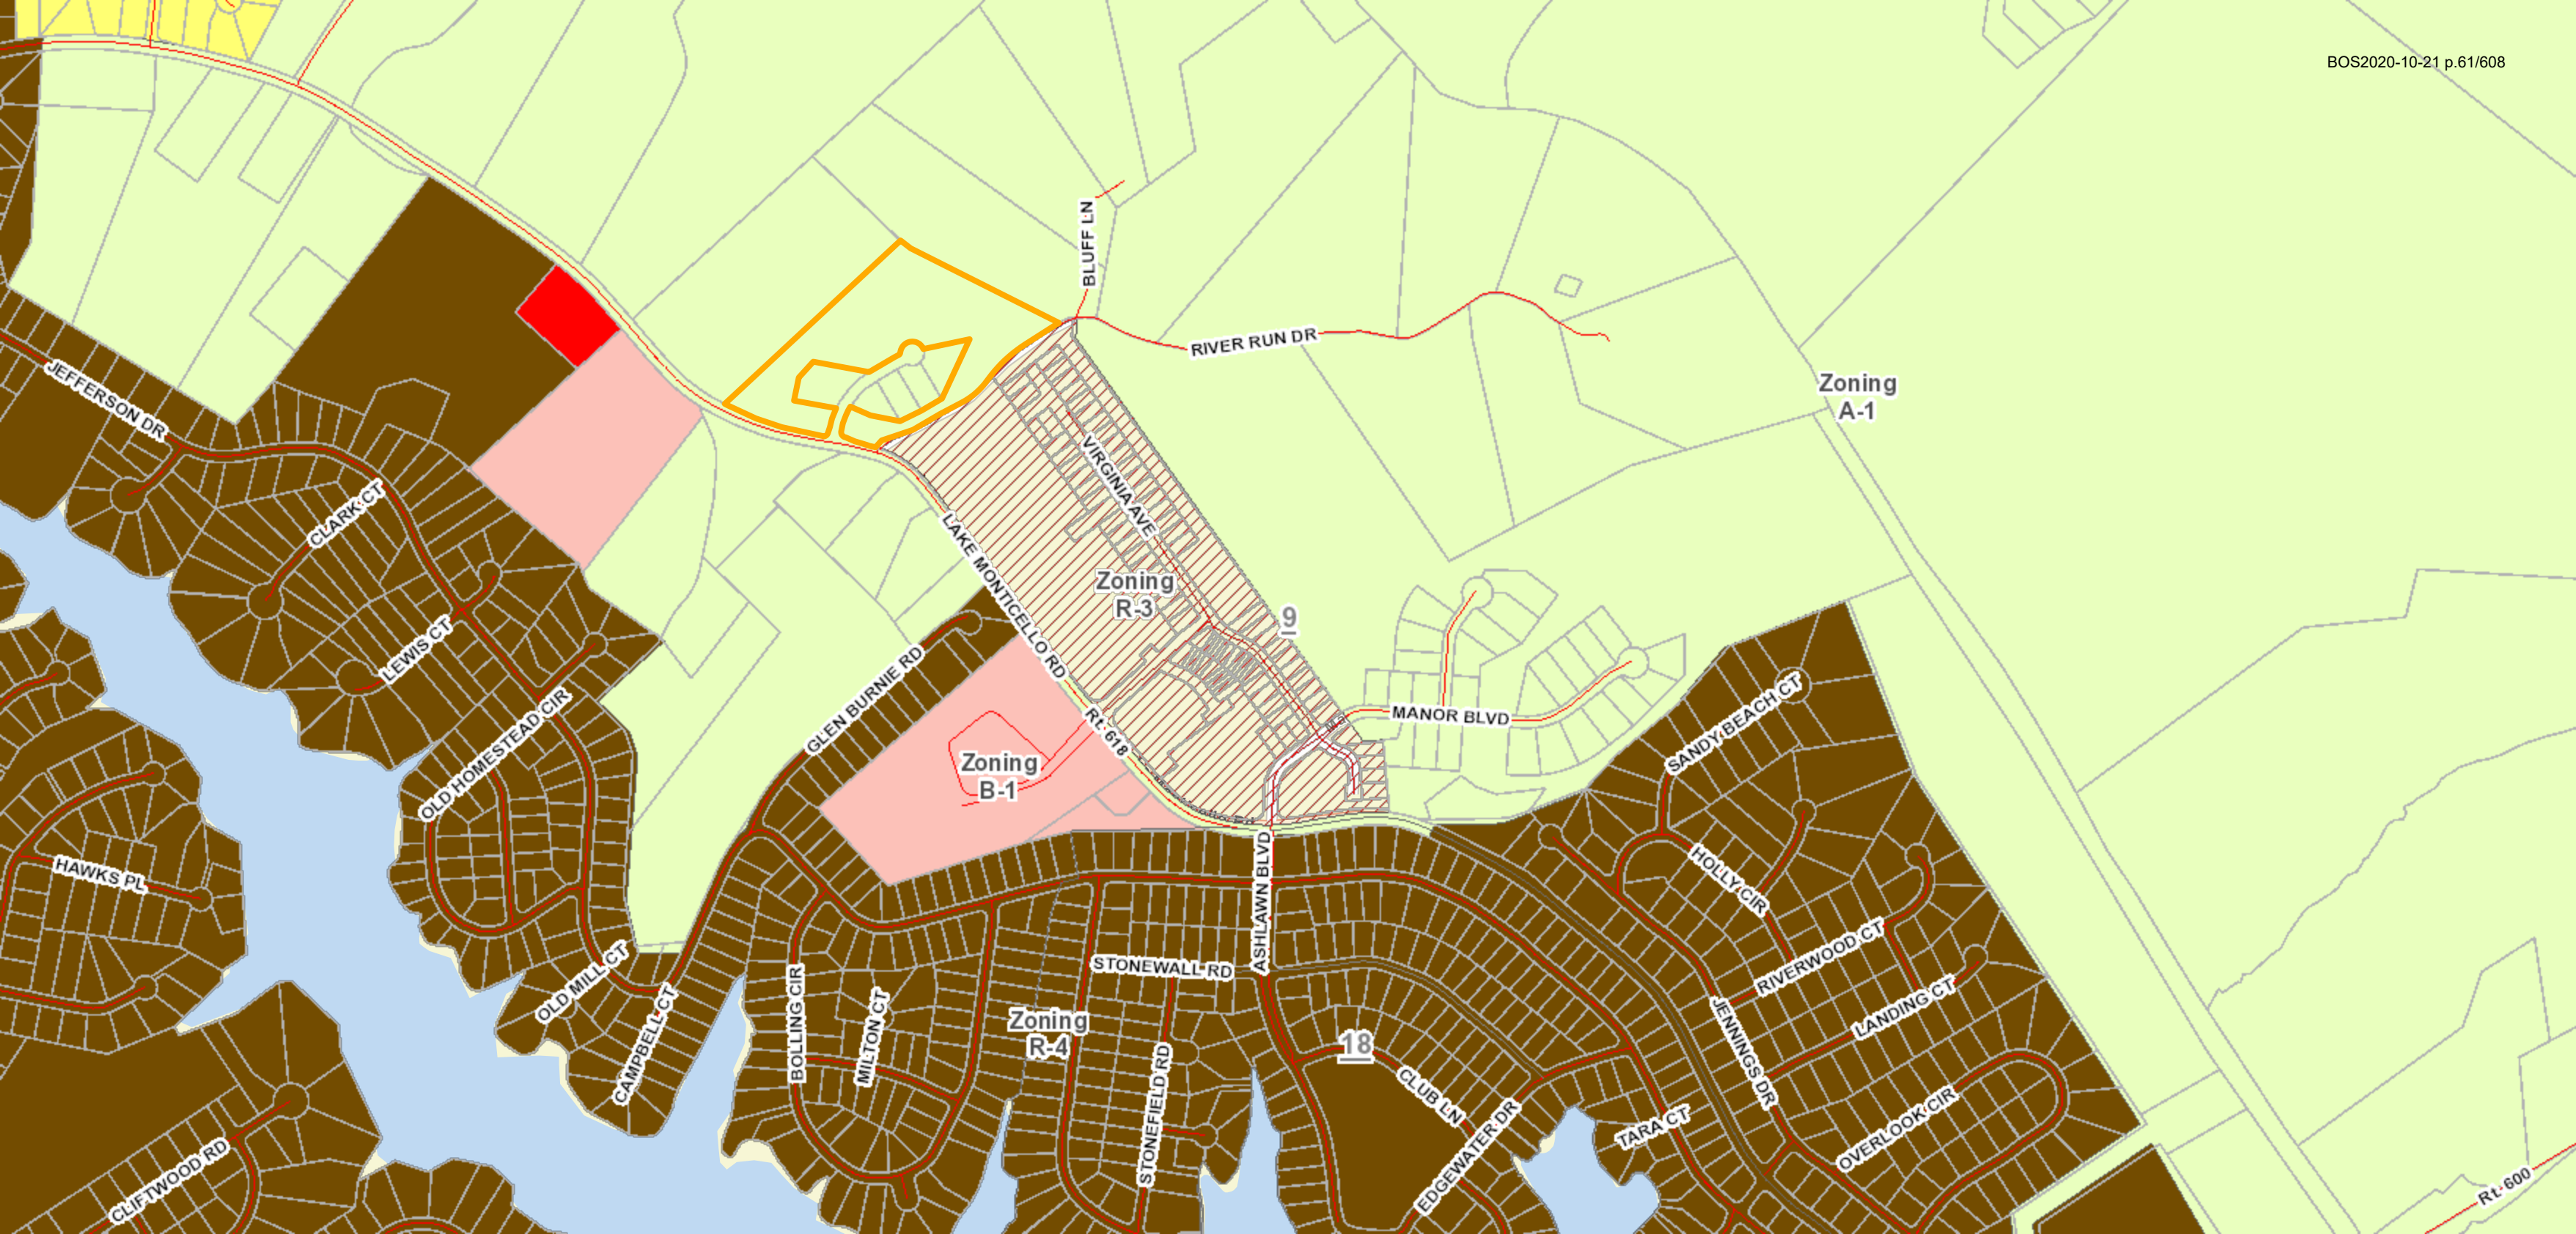 BOS2020-10-21 p.61/608
BLUFF LN
RIVER RUN DR
Zoning
A-1
JEFFERSON DR
VIRGINIA AVE
CLARK CT
LAKE MONTICELLO RD
Zoning
R-3
9
LEWIS CT
GLEN BURNIE RD
OLD HOMESTEAD CIR
Rt. 618
MANOR BLVD
SANDY BEACH CT
Zoning
B-1
HAWKS PL
ASHLAWN BLVD
HOLLY CIR
RIVERWOOD CT
OLD MILL CT
STONEWALL RD
LANDING CT
CAMPBELL CT
BOLLING CIR
MILTON CT
Zoning
R-4
18
JENNINGS DR
STONEFIELD RD
CLUB LN
EDGEWATER DR
TARA CT
OVERLOOK CIR
CLIFTWOOD RD
Rt. 600